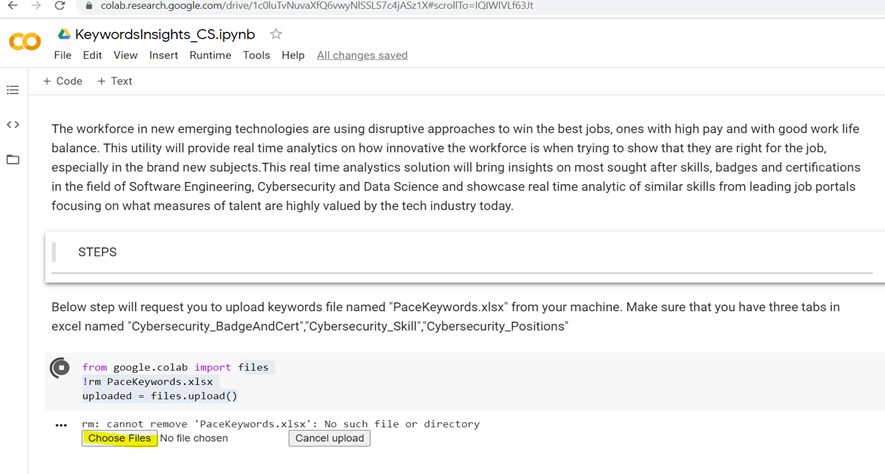 colab.research.google.com/drive/1c0luTvNuvaXfQ6vwyNlSSLS7c4jASz1X#scrollTo=IQIWIVLf63Jt
KeywordsInsights_CS.ipynb
File Edit View Insert Runtime Tools Help All changes saved
+ Code + Text
The workforce in new emerging technologies are using disruptive approaches to win the best jobs, ones with high pay and with good work life
balance. This utility will provide real time analytics on how innovative the workforce is when trying to show that they are right for the job,
especially in the brand new subjects.This real time analystics solution will bring insights on most sought after skills, badges and certifications
in the field of Software Engineering, Cybersecurity and Data Science and showcase real time analytic of similar skills from leading job portals
focusing on what measures of talent are highly valued by the tech industry today.
STEPS
Below step will request you to upload keywords file named "PaceKeywords.xlsx" from your machine. Make sure that you have three tabs in
excel named "Cybersecurity_BadgeAndCert","Cybersecurity_Skill","Cybersecurity_Positions"
from google.colab import files
!rm PaceKeywords.xlsx
uploaded = files.upload()
rm: cannot remove 'PaceKeywords.xlsx': No such file or directory
Choose Files No file chosen Cancel upload